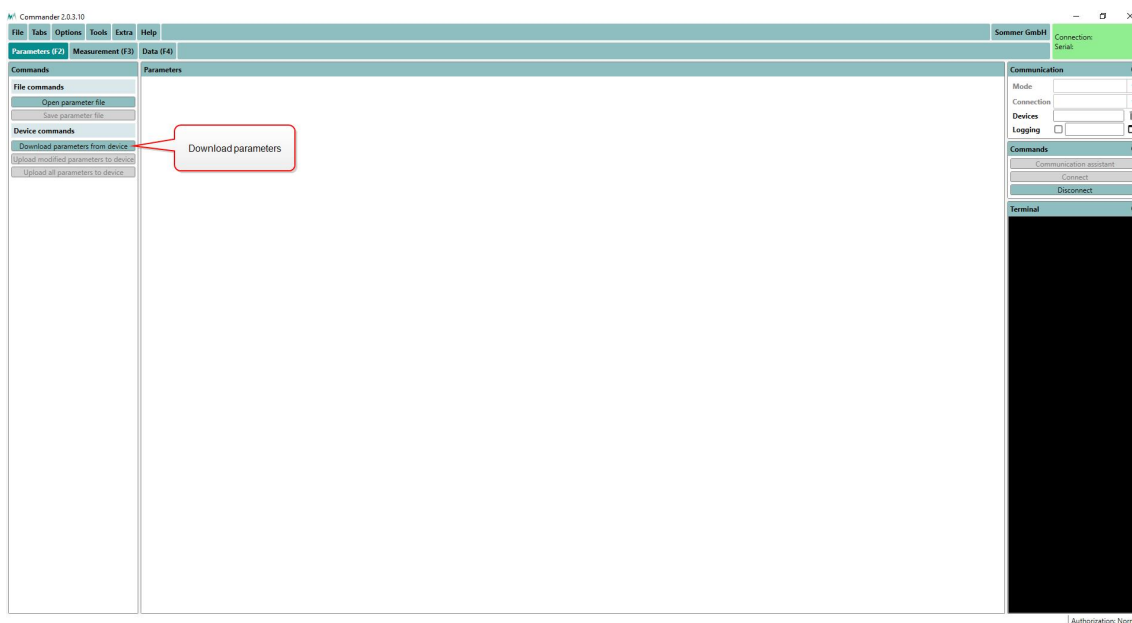 Commander 2.0.3.10
File Tabs Options Tools Extra Help
Sommer GmbH
Connection:
Serial:
Parameters (F2) Measurement (F3) Data (F4)
Commands
File commands
Open parameter file
Save parameter file
Device commands
Download parameters from device
Upload modified parameters to device
Upload all parameters to device
Parameters
Download parameters
Communication
Mode
Connection
Devices
Logging
Commands
Communication assistant
Connect
Disconnect
Terminal
Authorization: